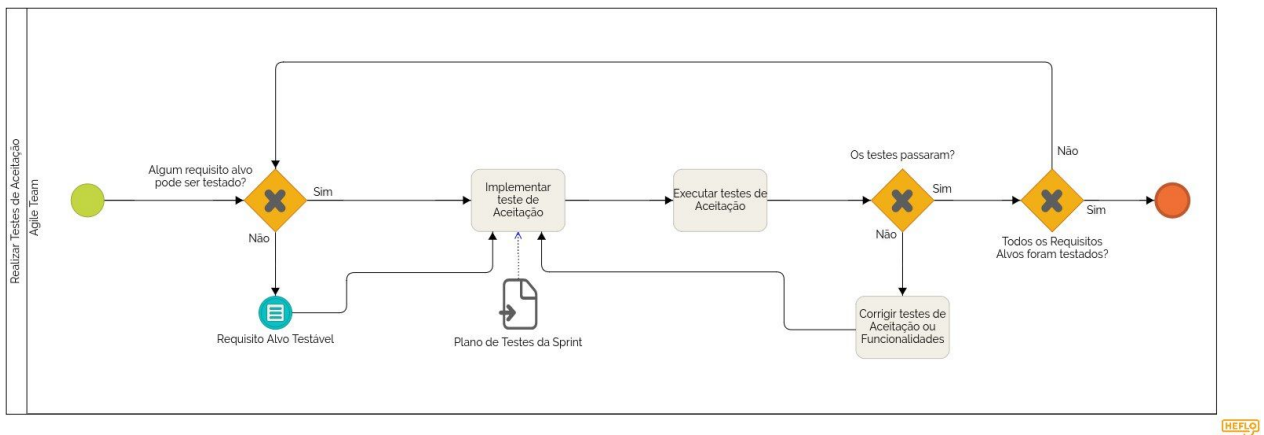 Realizar Testes de Aceitação
Agile Team
Algum requisito alvo
pode ser testado?
Sim
Não
Requisito Alvo Testável
Implementar
teste de
Aceitação
Plano de Testes da Sprint
Executar testes de
Aceitação
Os testes passaram?
Sim
Não
Corrigir testes de
Aceitação ou
Funcionalidades
Não
Sim
Todos os Requisitos
Alvos foram testados?
HEFLO